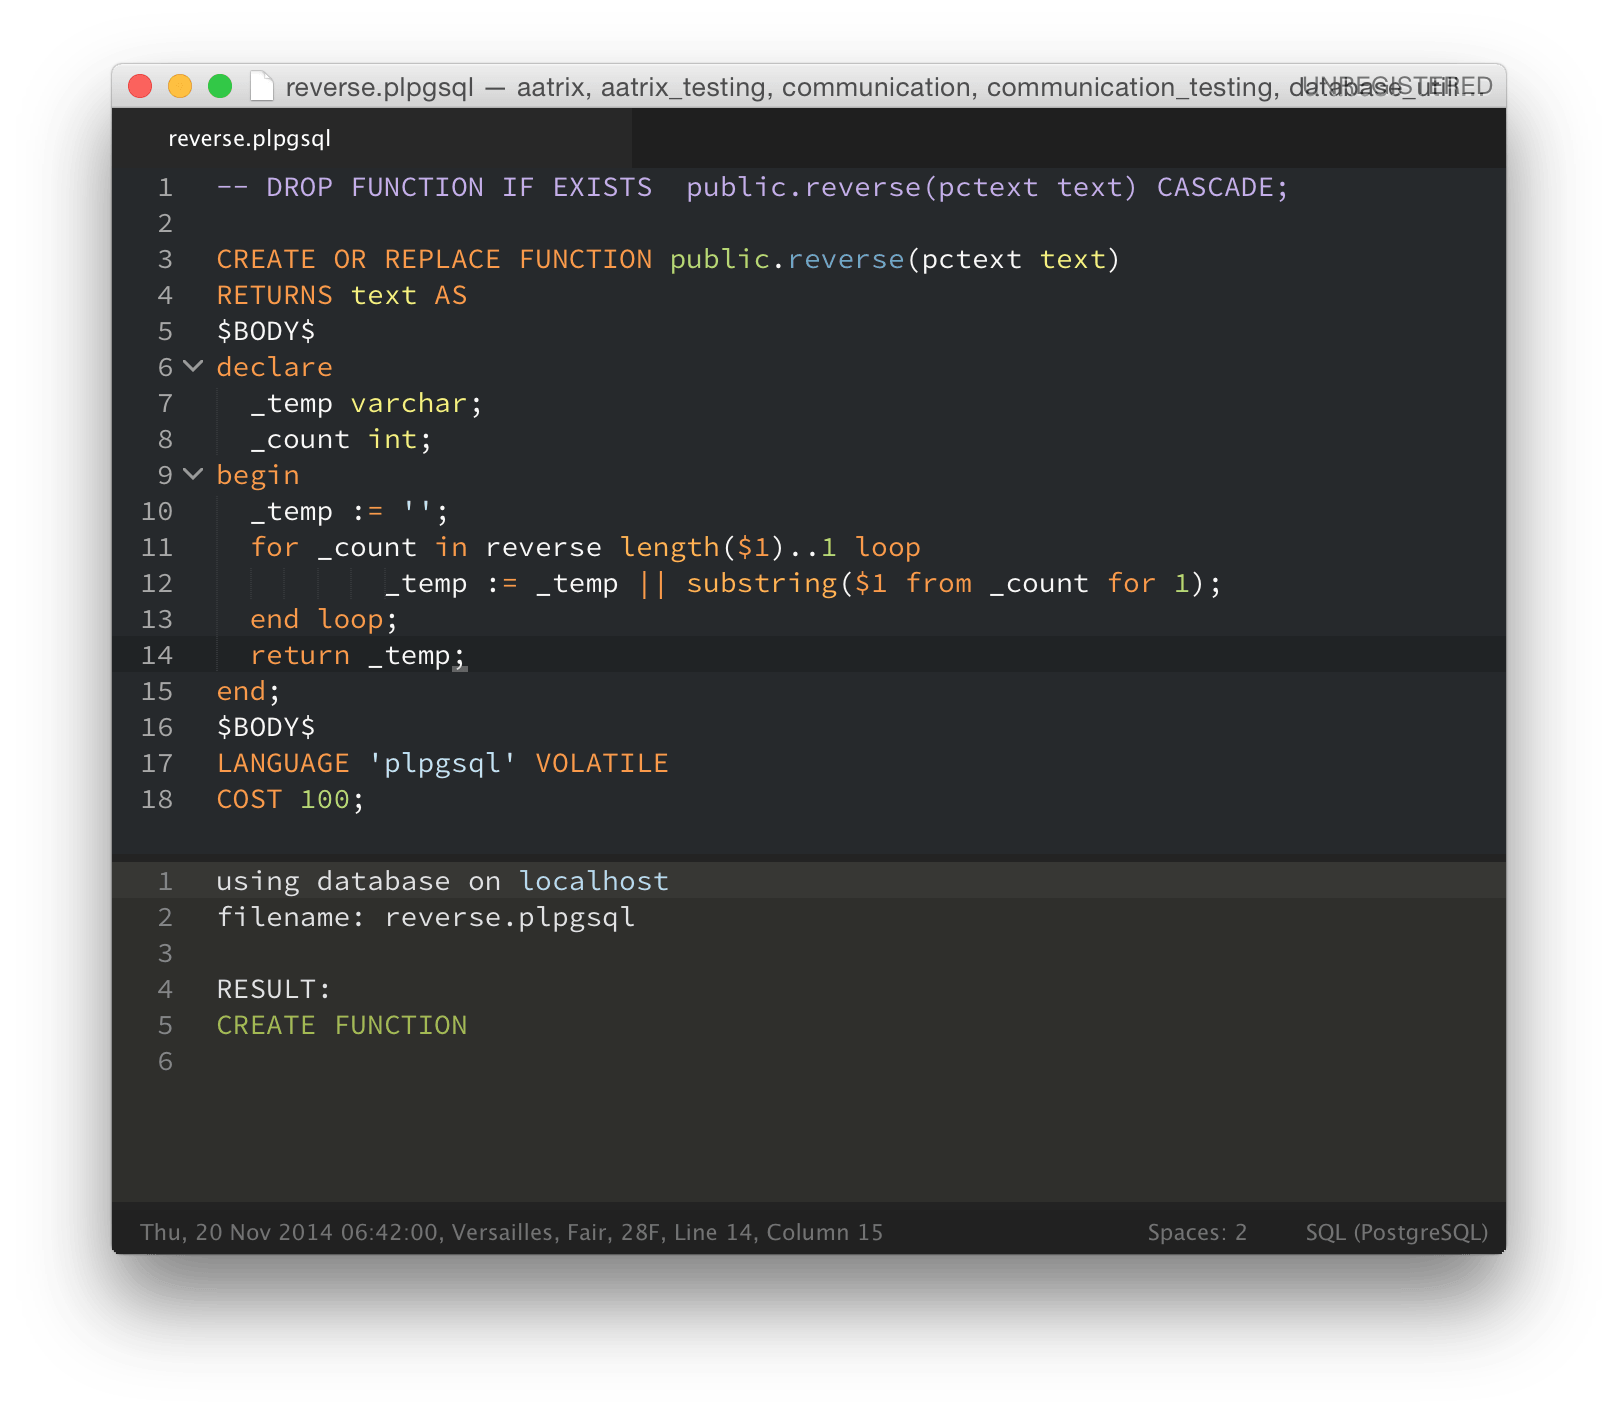 reverse.plpgsql — aatrix, aatrix_testing, communication, communication_testing, database_utili...
UNREGISTERED
reverse.plpgsql
1 -- DROP FUNCTION IF EXISTS  public.reverse(pctext text) CASCADE;
2
3 CREATE OR REPLACE FUNCTION public.reverse(pctext text)
4 RETURNS text AS
5 $BODY$
6 declare
7   _temp varchar;
8   _count int;
9 begin
10   _temp := '';
11   for _count in reverse length($1)..1 loop
12           _temp := _temp || substring($1 from _count for 1);
13   end loop;
14   return _temp;
15 end;
16 $BODY$
17 LANGUAGE 'plpgsql' VOLATILE
18 COST 100;
1 using database on localhost
2 filename: reverse.plpgsql
3
4 RESULT:
5 CREATE FUNCTION
6
Thu, 20 Nov 2014 06:42:00, Versailles, Fair, 28F, Line 14, Column 15 Spaces: 2 SQL (PostgreSQL)